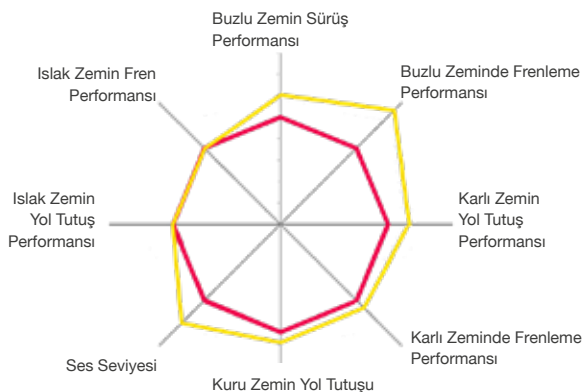 Buzlu Zemin Sürüş
Performansı
Buzlu Zeminde Frenleme
Performansı
Karlı Zemin
Yol Tutuş
Performansı
Karlı Zeminde Frenleme
Performansı
Kuru Zemin Yol Tutuşu
Ses Seviyesi
Islak Zemin
Yol Tutuş
Performansı
Islak Zemin Fren
Performansı